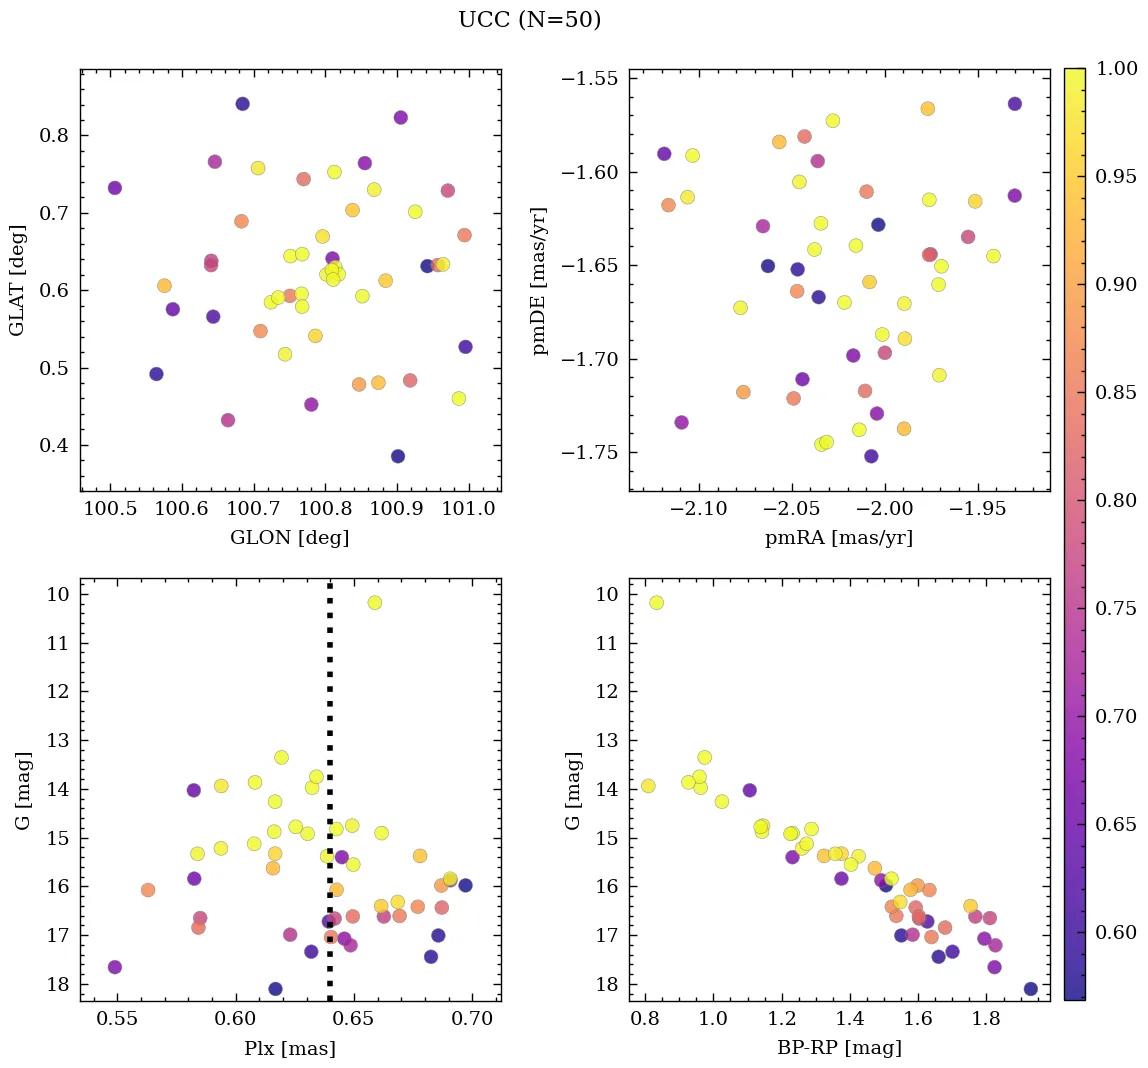 UCC (N=50)
0.8
0.7
0.6
0.5
0.4
GLAT [deg]
100.5 100.6 100.7 100.8 100.9 101.0
GLON [deg]
−1.55
−1.60
−1.65
−1.70
−1.75
pmDE [mas/yr]
−2.10 −2.05 −2.00 −1.95
pmRA [mas/yr]
1.00
0.95
0.90
0.85
0.80
0.75
0.70
0.65
0.60
10
11
12
13
14
15
16
17
18
G [mag]
0.55 0.60 0.65 0.70
Plx [mas]
10
11
12
13
14
15
16
17
18
G [mag]
0.8 1.0 1.2 1.4 1.6 1.8
BP-RP [mag]